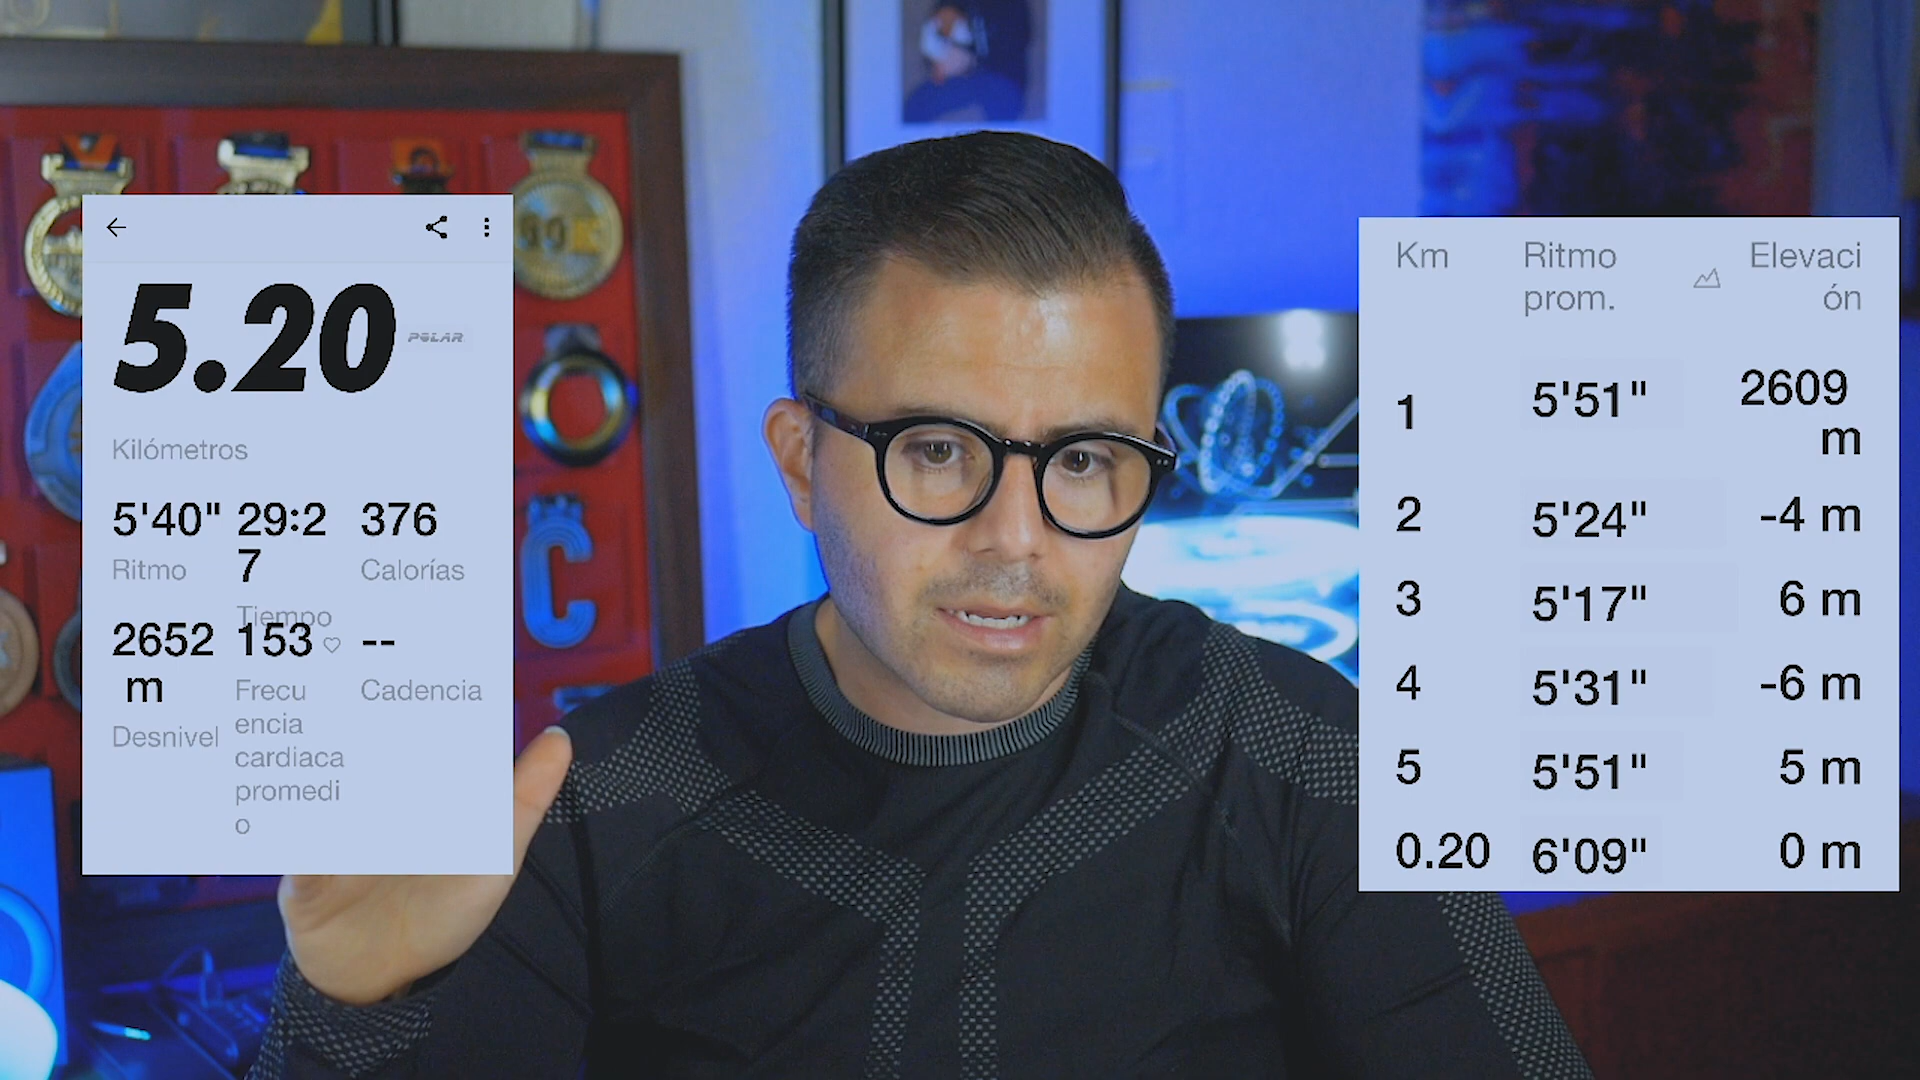 5.20
POLAR
Kilómetros
5'40" 29:2 376
7
Ritmo Calorías
Tiempo
2652 153 --
m
Frecu Cadencia
encia
Desnivel
cardiaca
promedi
o
Km Ritmo Elevaci
prom. ón
1 5'51" 2609
m
2 5'24" -4 m
3 5'17" 6 m
4 5'31" -6 m
5 5'51" 5 m
0.20 6'09" 0 m